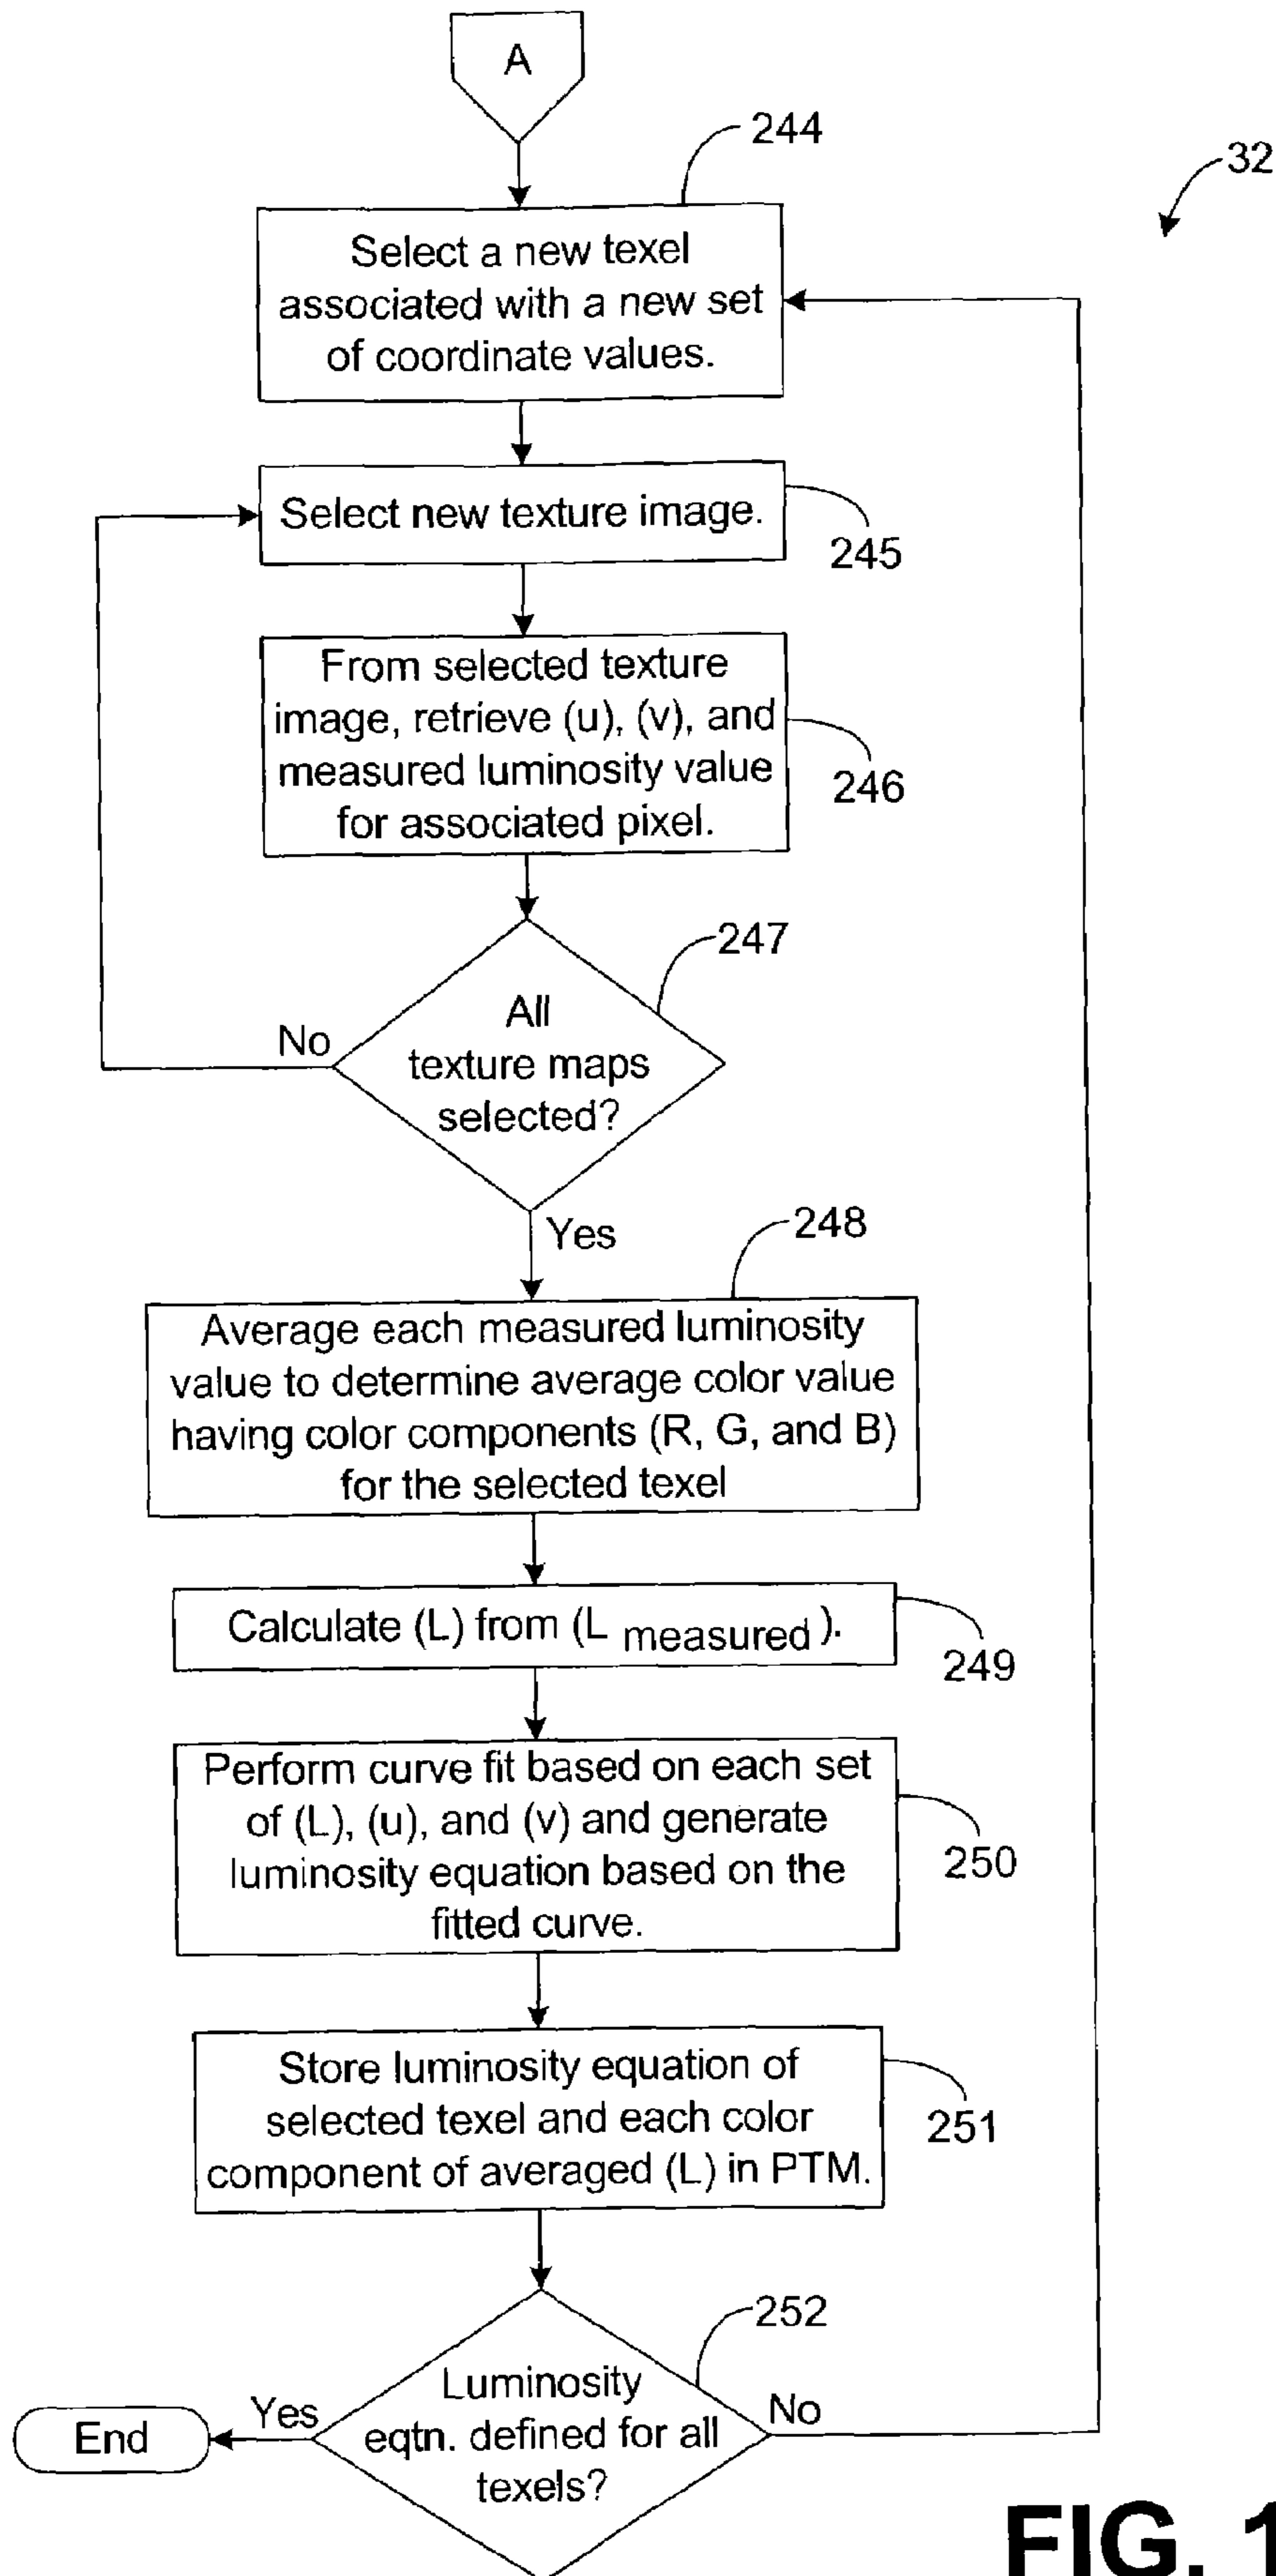 A
244
32
Select a new texel
associated with a new set
of coordinate values.
Select new texture image.
245
From selected texture
image, retrieve (u), (v), and
measured luminosity value
for associated pixel.
246
247
All
texture maps
selected?
No
Yes
248
Average each measured luminosity
value to determine average color value
having color components (R, G, and B)
for the selected texel
Calculate (L) from (L measured ).
249
Perform curve fit based on each set
of (L), (u), and (v) and generate
luminosity equation based on the
fitted curve.
250
Store luminosity equation of
selected texel and each color
component of averaged (L) in PTM.
251
252
Luminosity
eqtn. defined for all
texels?
Yes
No
End
FIG. 1